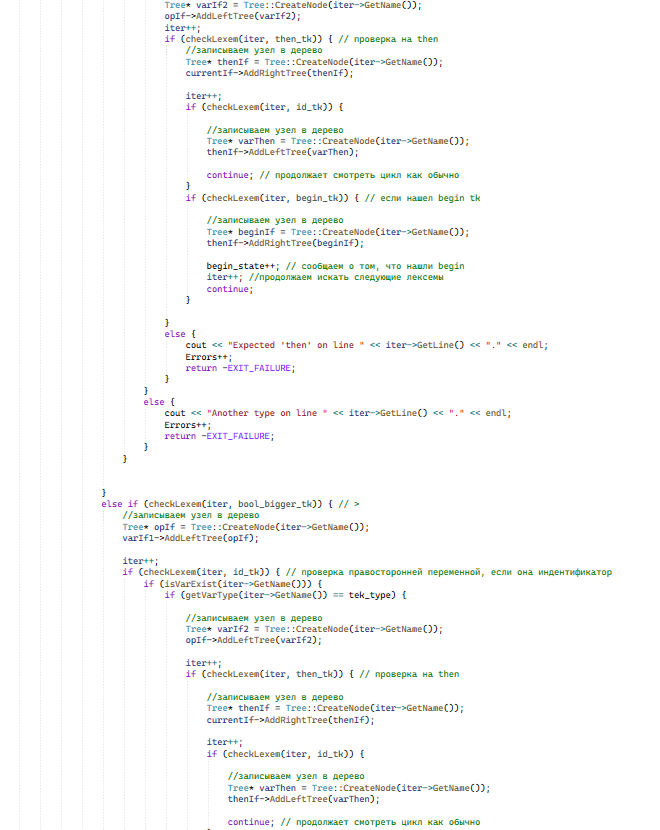 Tree* varIf2 = Tree::CreateNode(iter->GetName());
opIf->AddLeftTree(varIf2);
iter++;
if (checkLexem(iter, then_tk)) { // проверка на then
//записываем узел в дерево
Tree* thenIf = Tree::CreateNode(iter->GetName());
currentIf->AddRightTree(thenIf);
iter++;
if (checkLexem(iter, id_tk)) {
//записываем узел в дерево
Tree* varThen = Tree::CreateNode(iter->GetName());
thenIf->AddLeftTree(varThen);
continue; // продолжает смотреть цикл как обычно
}
if (checkLexem(iter, begin_tk)) { // если нашел begin tk
//записываем узел в дерево
Tree* beginIf = Tree::CreateNode(iter->GetName());
thenIf->AddRightTree(beginIf);
begin_state++; // сообщаем о том, что нашли begin
iter++; //продолжаем искать следующие лексемы
continue;
}
}
else {
cout << "Expected 'then' on line " << iter->GetLine() << "." << endl;
Errors++;
return -EXIT_FAILURE;
}
}
else {
cout << "Another type on line " << iter->GetLine() << "." << endl;
Errors++;
return -EXIT_FAILURE;
}
}
}
else if (checkLexem(iter, bool_bigger_tk)) { // >
//записываем узел в дерево
Tree* opIf = Tree::CreateNode(iter->GetName());
varIf1->AddLeftTree(opIf);
iter++;
if (checkLexem(iter, id_tk)) { // проверка правосторонней переменной, если она индентификатор
if (isVarExist(iter->GetName())) {
if (getVarType(iter->GetName()) == tek_type) {
//записываем узел в дерево
Tree* varIf2 = Tree::CreateNode(iter->GetName());
opIf->AddLeftTree(varIf2);
iter++;
if (checkLexem(iter, then_tk)) { // проверка на then
//записываем узел в дерево
Tree* thenIf = Tree::CreateNode(iter->GetName());
currentIf->AddRightTree(thenIf);
iter++;
if (checkLexem(iter, id_tk)) {
//записываем узел в дерево
Tree* varThen = Tree::CreateNode(iter->GetName());
thenIf->AddLeftTree(varThen);
continue; // продолжает смотреть цикл как обычно